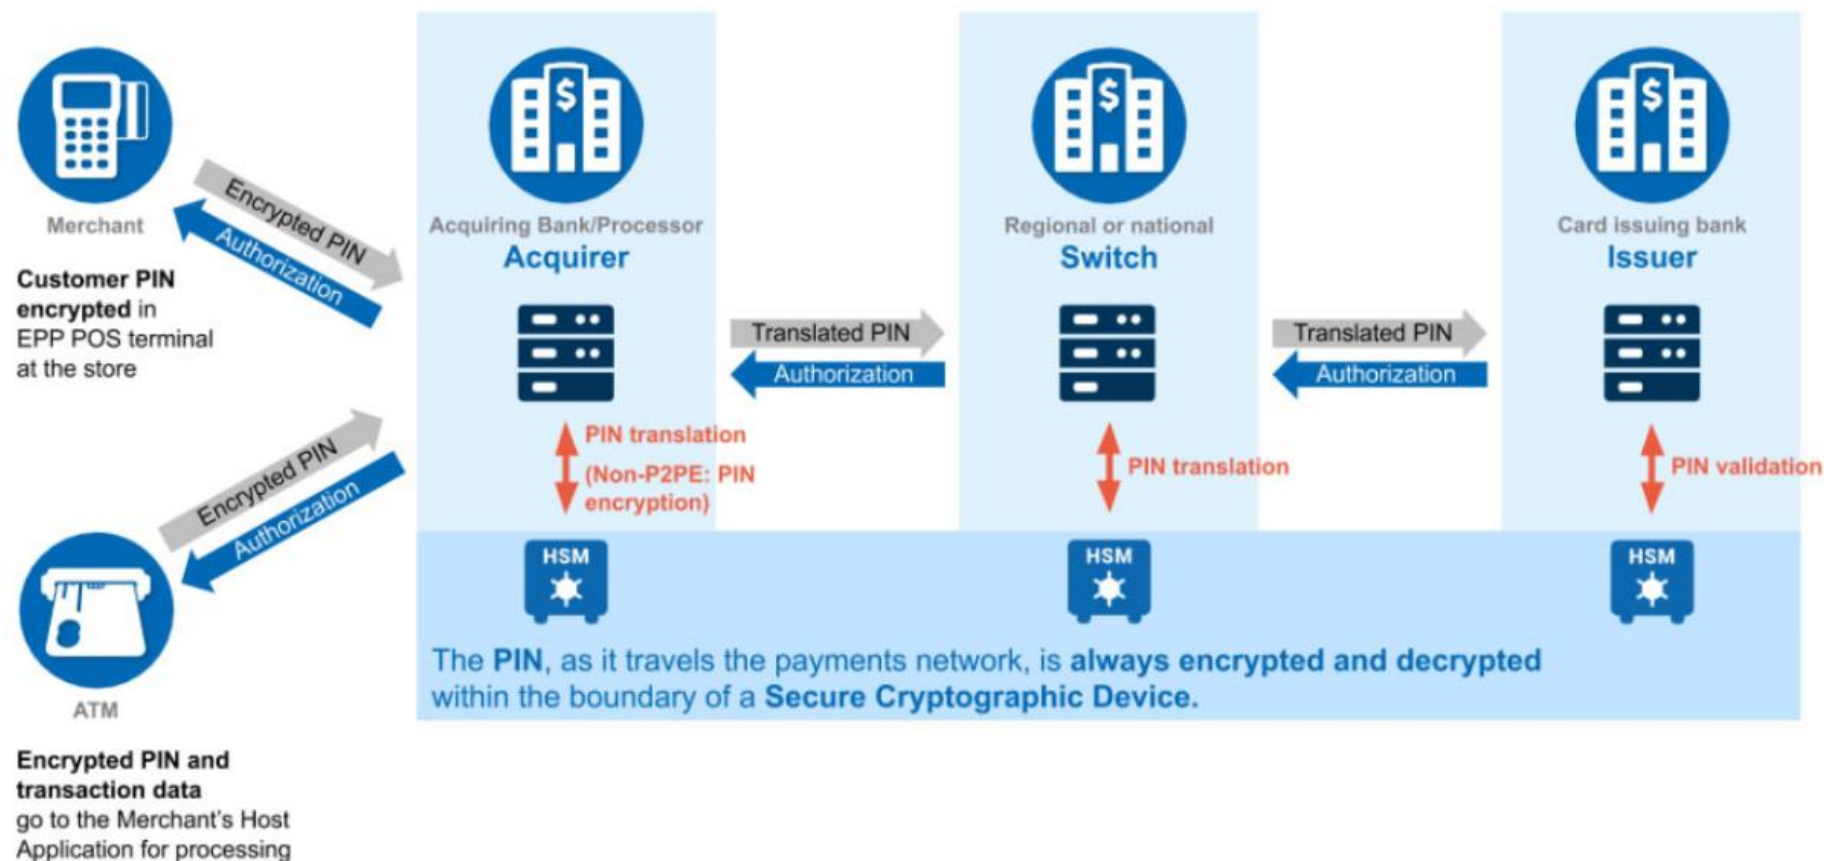 Merchant
Customer PIN
encrypted in
EPP POS terminal
at the store
Encrypted PIN
Authorization
Encrypted PIN
Authorization
ATM
Encrypted PIN and
transaction data
go to the Merchant's Host
Application for processing
$
Acquiring Bank/Processor
Acquirer
PIN translation
(Non-P2PE: PIN
encryption)
HSM
Translated PIN
Authorization
$
Regional or national
Switch
PIN translation
HSM
Translated PIN
Authorization
$
Card issuing bank
Issuer
PIN validation
HSM
The PIN, as it travels the payments network, is always encrypted and decrypted
within the boundary of a Secure Cryptographic Device.